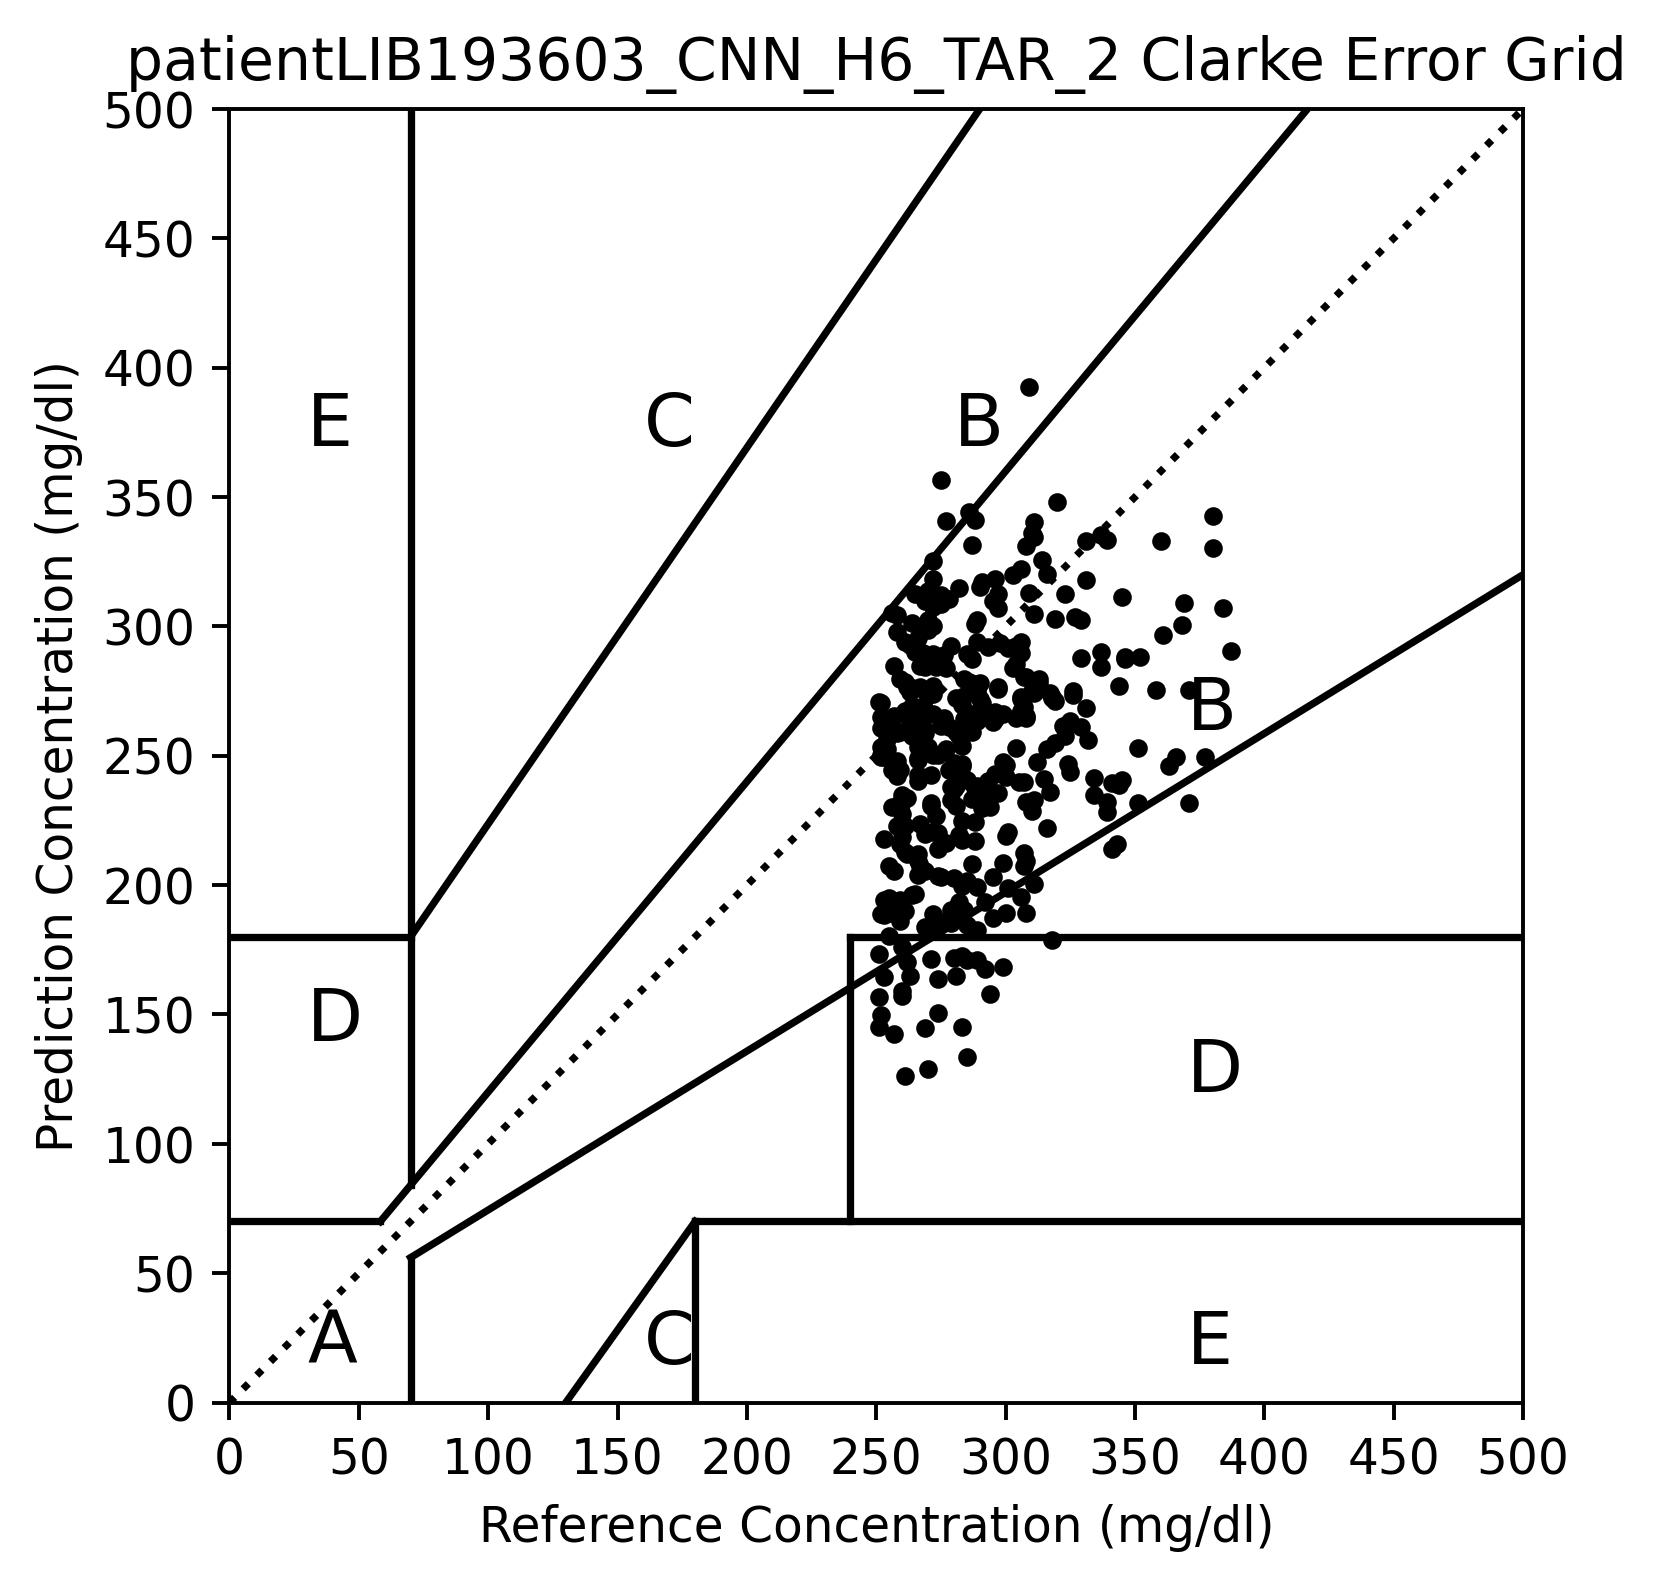 patientLIB193603_CNN_H6_TAR_2 Clarke Error Grid
500
450
400
350
300
250
200
150
100
50
0
Prediction Concentration (mg/dl)
E
C
B
B
D
D
A
C
E
0 50 100 150 200 250 300 350 400 450 500
Reference Concentration (mg/dl)